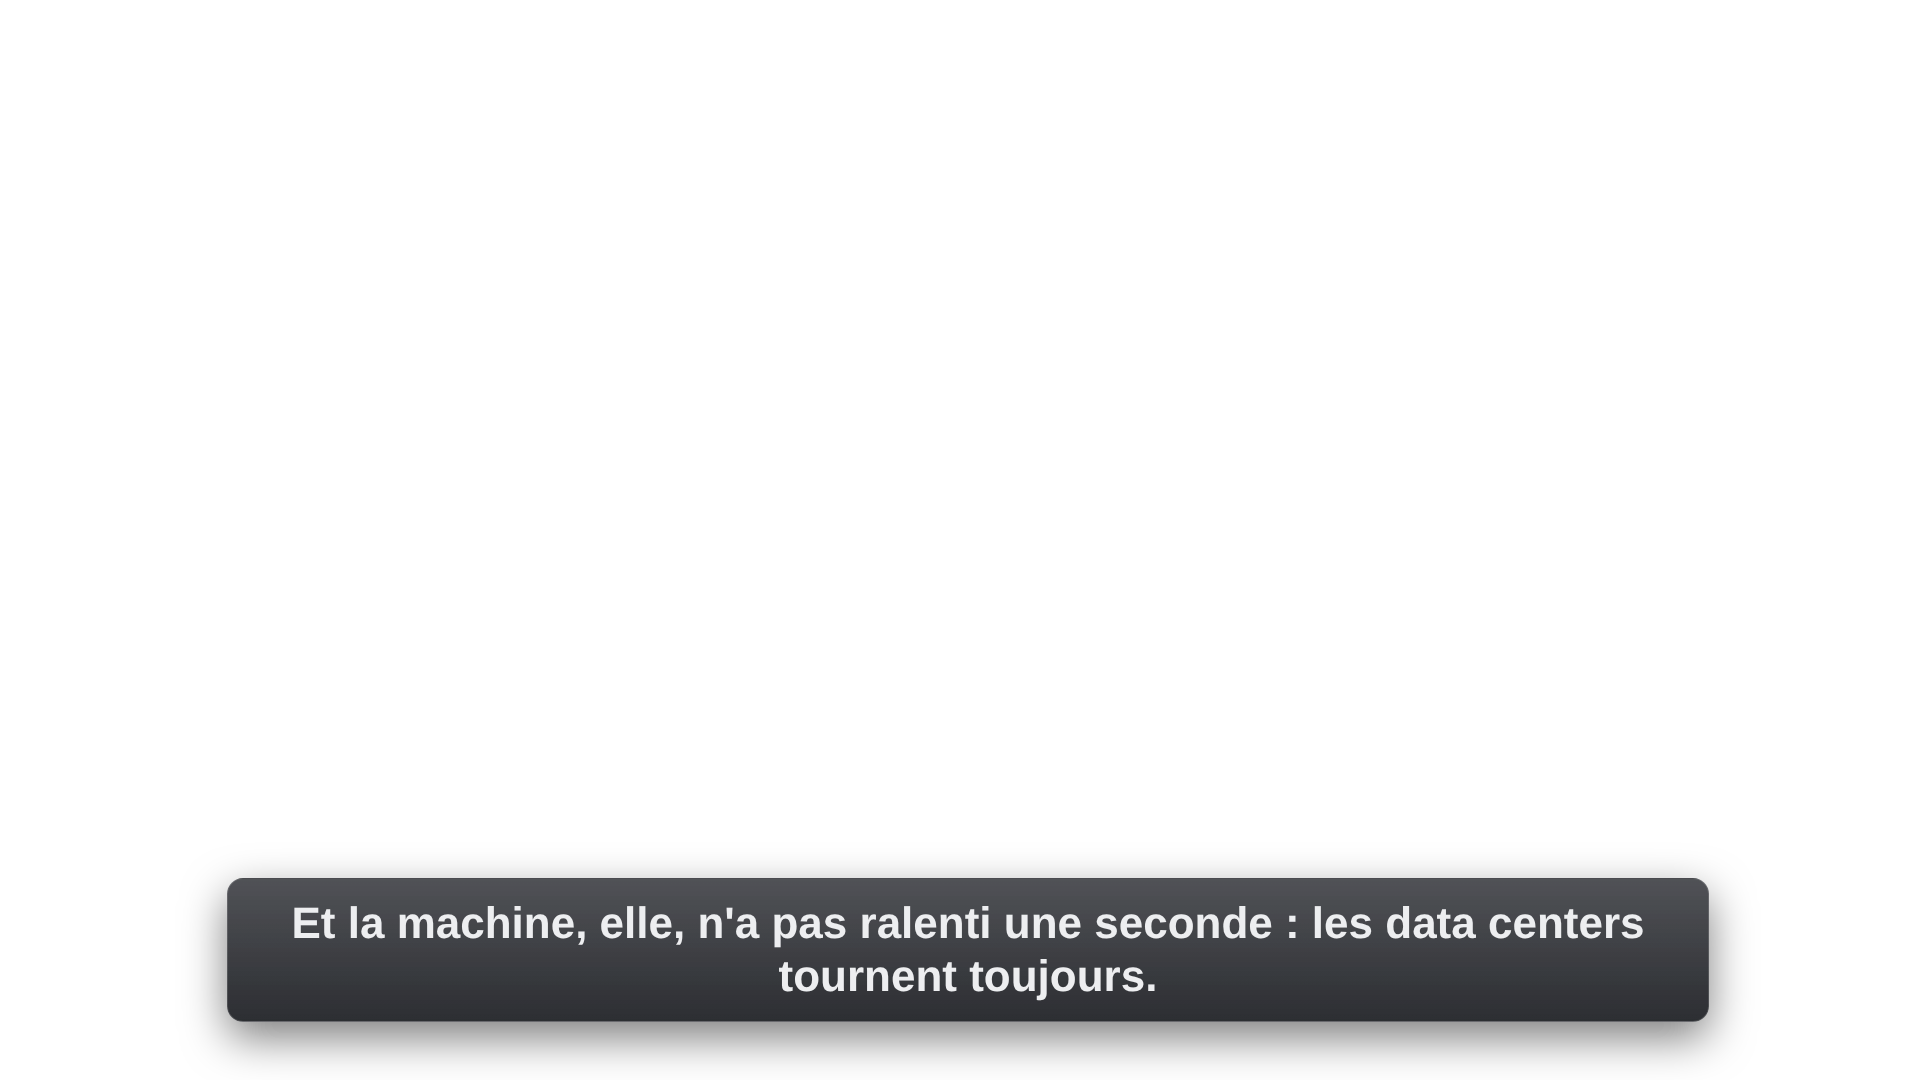 Et la machine, elle, n'a pas ralenti une seconde : les data centers
tournent toujours.